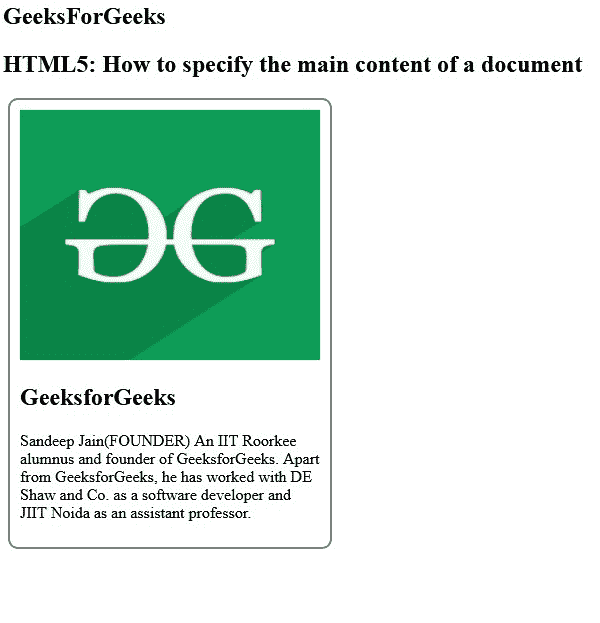 GeeksForGeeks
HTML5: How to specify the main content of a document
GeeksforGeeks
Sandeep Jain(FOUNDER) An IIT Roorkee
alumnus and founder of GeeksforGeeks. Apart
from GeeksforGeeks, he has worked with DE
Shaw and Co. as a software developer and
JIIT Noida as an assistant professor.